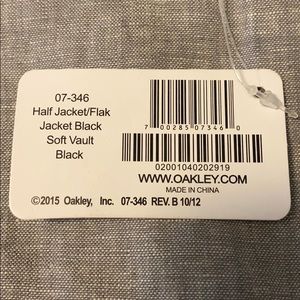 07-346
Half Jacket/Flak
Jacket Black
Soft Vault
Black
7 00285 07346 0
02001040202919
WWW.OAKLEY.COM
MADE IN CHINA
©2015 Oakley, Inc. 07-346 REV. B 10/12